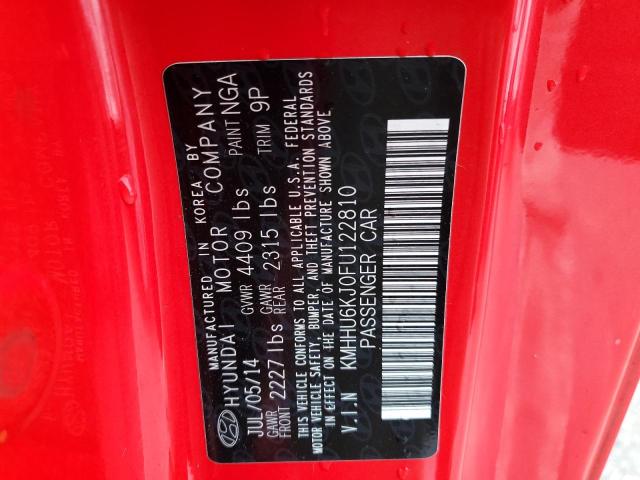 MANUFACTURED IN KOREA BY
HYUNDAI MOTOR COMPANY
JUL/05/14 GVWR 4409 lbs PAINT NGA
GAWR FRONT 2227 lbs GAWR REAR 2315 lbs TRIM 9P
THIS VEHICLE CONFORMS TO ALL APPLICABLE U.S.A. FEDERAL
MOTOR VEHICLE SAFETY, BUMPER, AND THEFT PREVENTION STANDARDS
IN EFFECT ON THE DATE OF MANUFACTURE SHOWN ABOVE
V.I.N KMHHU6KJ0FU122810
PASSENGER CAR